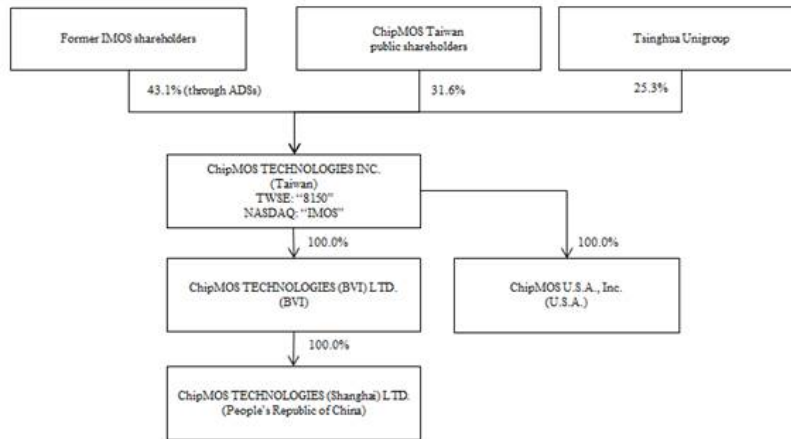 Former IMOS shareholders
ChipMOS Taiwan
public shareholders
Tsinghua Unigroup
43.1% (through ADSs)
31.6%
25.3%
ChipMOS TECHNOLOGIES INC.
(Taiwan)
TWSE: “8150”
NASDAQ: “IMOS”
100.0%
100.0%
ChipMOS TECHNOLOGIES (BVI) LTD.
(BVI)
ChipMOS U.S.A., Inc.
(U.S.A.)
100.0%
ChipMOS TECHNOLOGIES (Shanghai) LTD.
(People's Republic of China)